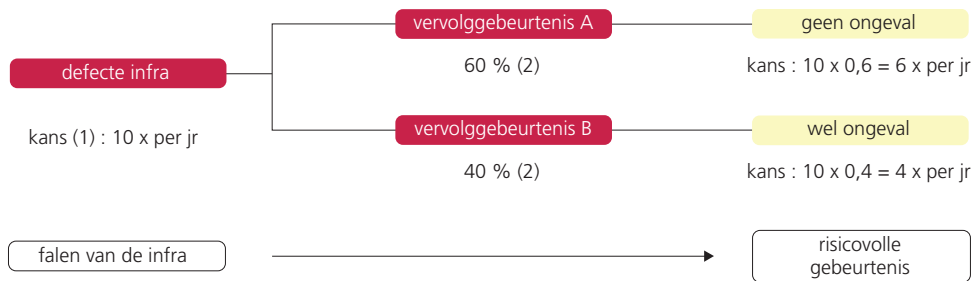 vervolggebeurtenis A
geen ongeval
defecte infra
60 % (2)
kans : 10 x 0,6 = 6 x per jr
kans (1) : 10 x per jr
vervolggebeurtenis B
wel ongeval
40 % (2)
kans : 10 x 0,4 = 4 x per jr
falen van de infra
risicovolle
gebeurtenis